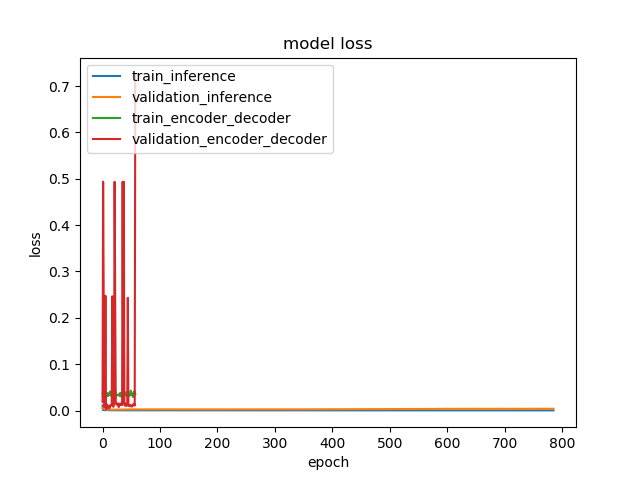 model loss
train_inference
validation_inference
train_encoder_decoder
validation_encoder_decoder
0.7
0.6
0.5
0.4
0.3
0.2
0.1
0.0
loss
0 100 200 300 400 500 600 700 800
epoch